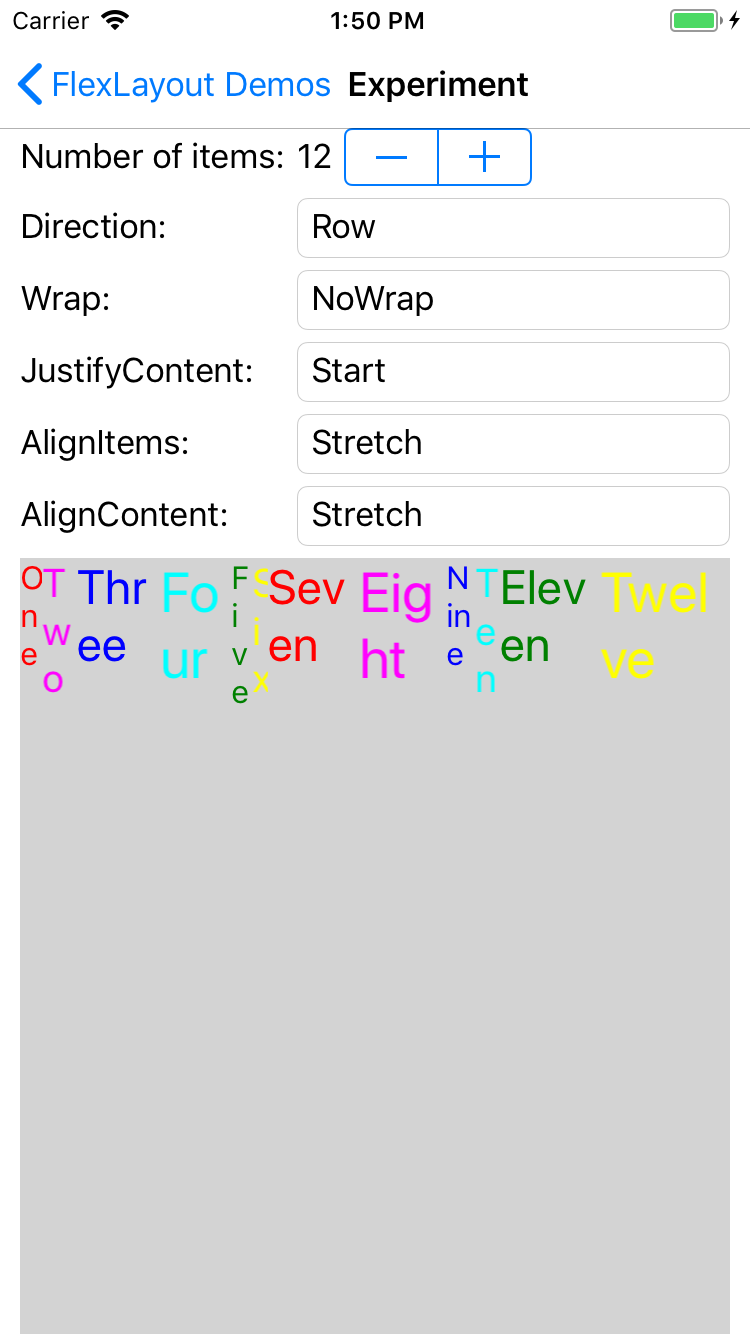 Carrier 1:50 PM
FlexLayout Demos Experiment
Number of items: 12 − +
Direction: Row
Wrap: NoWrap
JustifyContent: Start
AlignItems: Stretch
AlignContent: Stretch
O
n
e
T
w
o
Thr
ee
Fo
ur
F
i
v
e
S
i
x
Sev
en
Eig
ht
N
in
e
T
e
n
Elev
en
Twel
ve